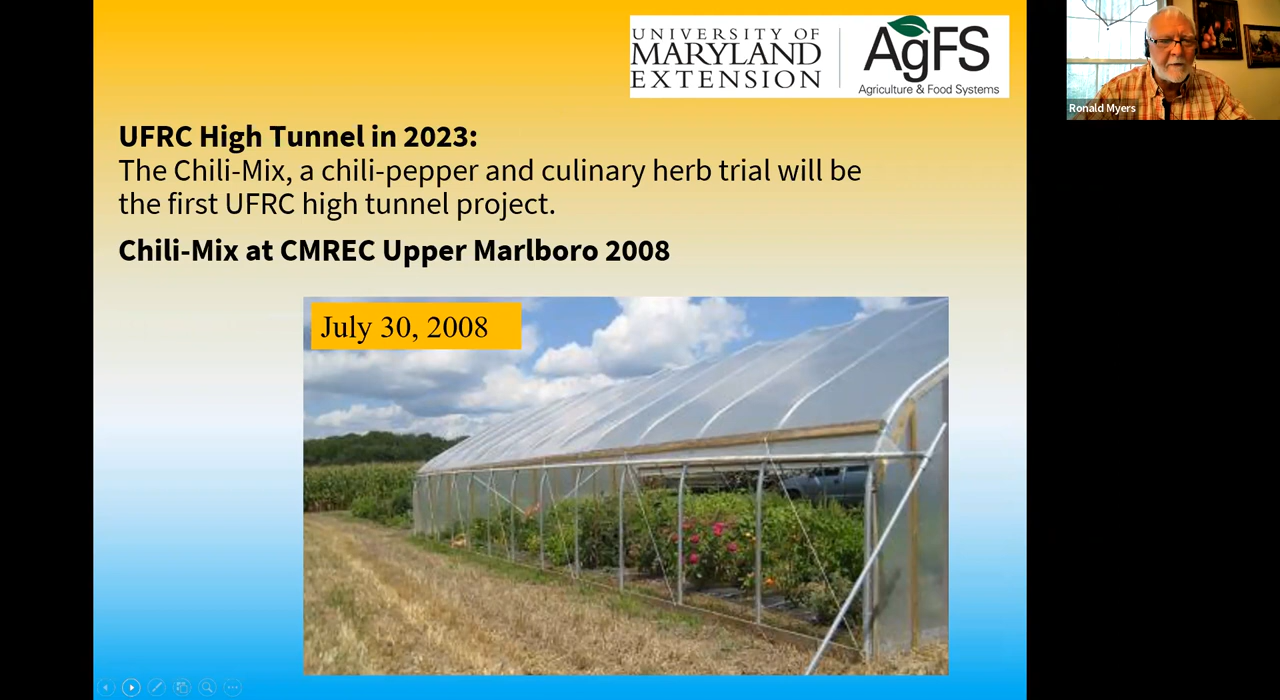 UNIVERSITY OF
MARYLAND
EXTENSION
AgFS
Agriculture & Food Systems
Ronald Myers
UFRC High Tunnel in 2023:
The Chili-Mix, a chili-pepper and culinary herb trial will be
the first UFRC high tunnel project.
Chili-Mix at CMREC Upper Marlboro 2008
July 30, 2008